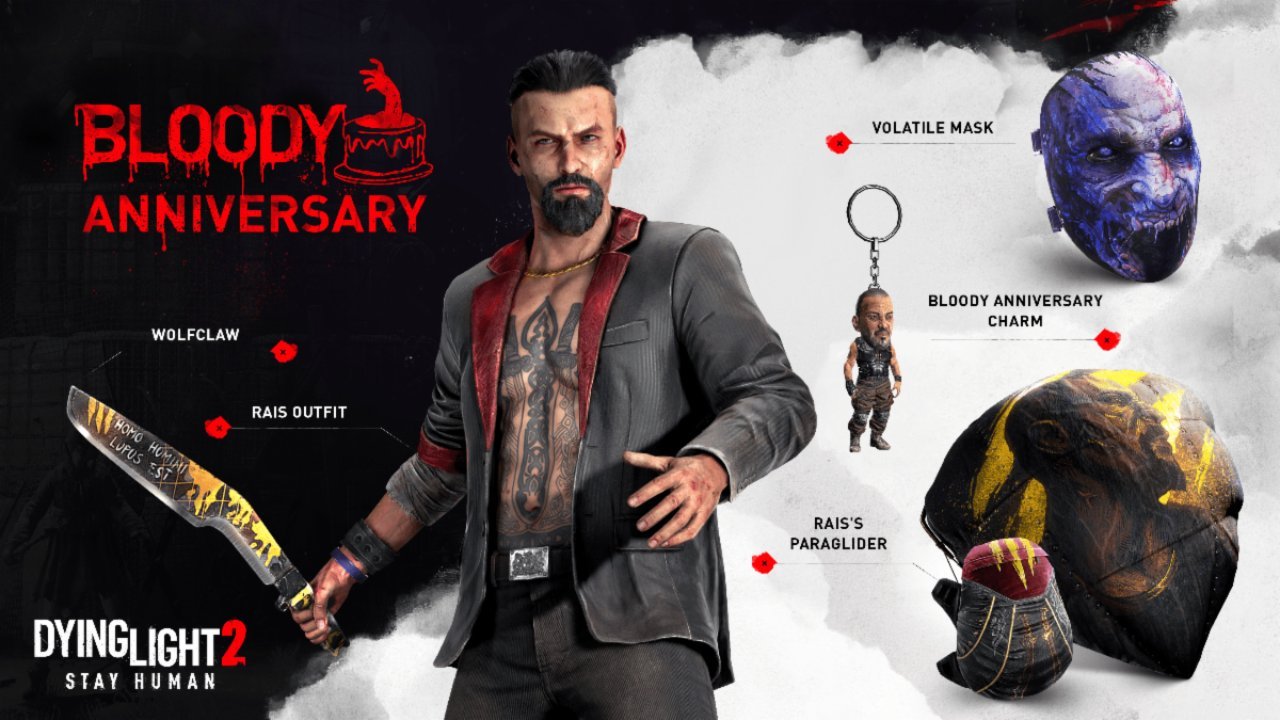 BLOODY
ANNIVERSARY
WOLFCLAW
RAIS OUTFIT
HOMO HOMINI
LUPUS EST
DYING LIGHT 2
STAY HUMAN
VOLATILE MASK
BLOODY ANNIVERSARY
CHARM
RAIS'S
PARAGLIDER